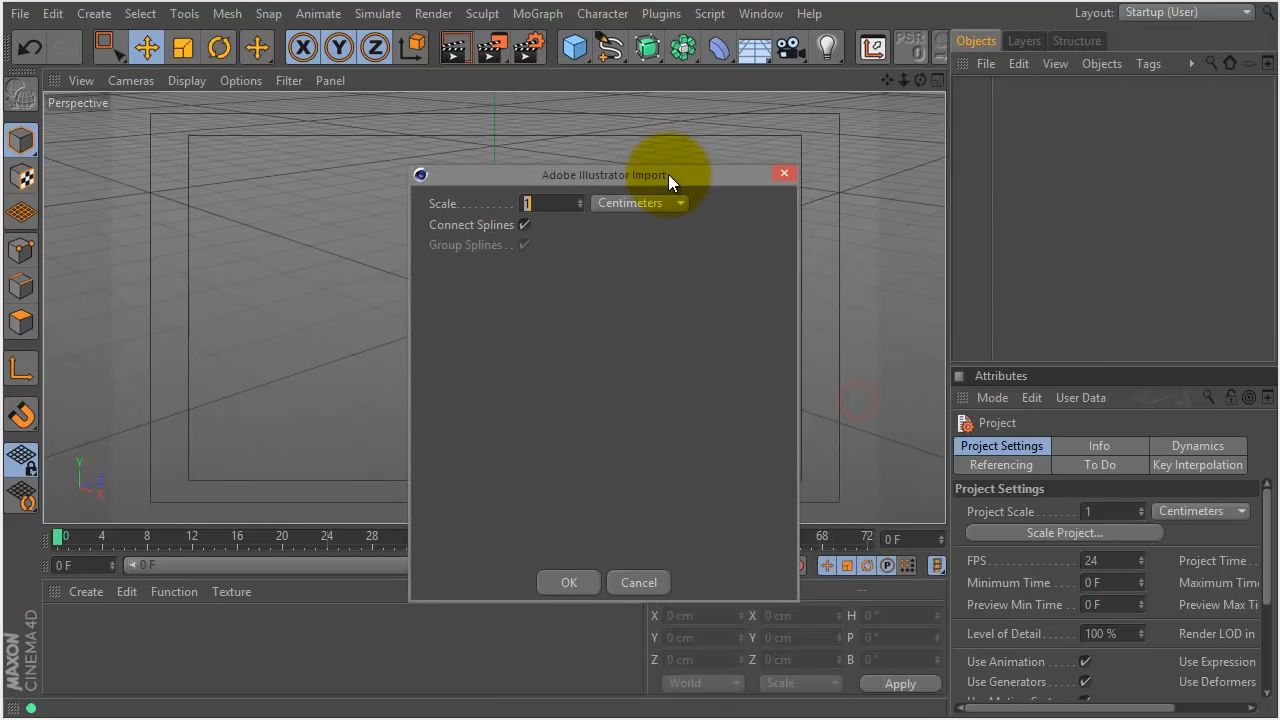 File Edit Create Select Tools Mesh Snap Animate Simulate Render Sculpt MoGraph Character Plugins Script Window Help Layout: Startup (User)
X Y Z PSR 0 Objects Layers Structure
View Cameras Display Options Filter Panel File Edit View Objects Tags
Perspective
Adobe Illustrator Import
Scale. . . . . . . . . . 1 Centimeters
Connect Splines
Group Splines . .
Attributes
Mode Edit User Data
Project
Project Settings Info Dynamics
Referencing To Do Key Interpolation
Y
Z
X
Project Settings
Project Scale . . . . . . . 1 Centimeters
Scale Project...
0 4 8 12 16 20 24 28 68 72 0 F
FPS . . . . . . . . . . . . . . 24 Project Time .
0 F 0 F P
OK Cancel
Minimum Time . . . . 0 F Maximum Time
Create Edit Function Texture --
Preview Min Time . . 0 F Preview Max Ti
X 0 cm X 0 cm H 0 °
Y 0 cm Y 0 cm P 0 °
Level of Detail . . . . . . 100 % Render LOD in
Z 0 cm Z 0 cm B 0 °
Use Animation . . . . . Use Expression
World Scale Apply
Use Generators . . . . Use Deformers
MAXON
CINEMA 4D